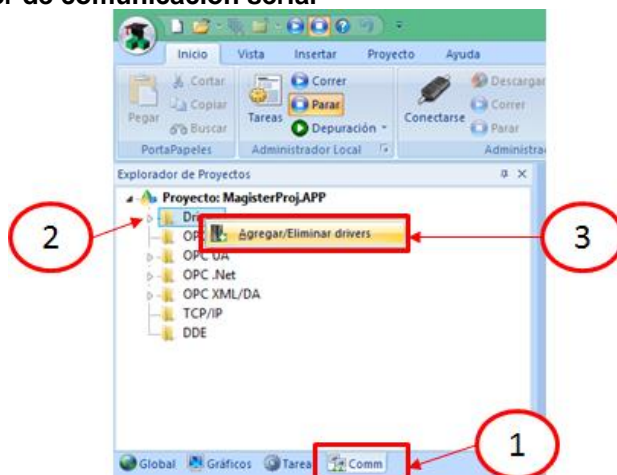 r de comunicación serial
Inicio Vista Insertar Proyecto Ayuda
Pegar
Cortar
Copiar
Buscar
PortaPapeles
Tareas
Correr
Parar
Depuración
Administrador Local
Conectarse
Descargar
Correr
Parar
Administra
Explorador de Proyectos
Proyecto: MagisterProj.APP
2
Dri
Agregar/Eliminar drivers
3
OPC
OPC UA
OPC .Net
OPC XML/DA
TCP/IP
DDE
1
Global Gráficos Tarea Comm